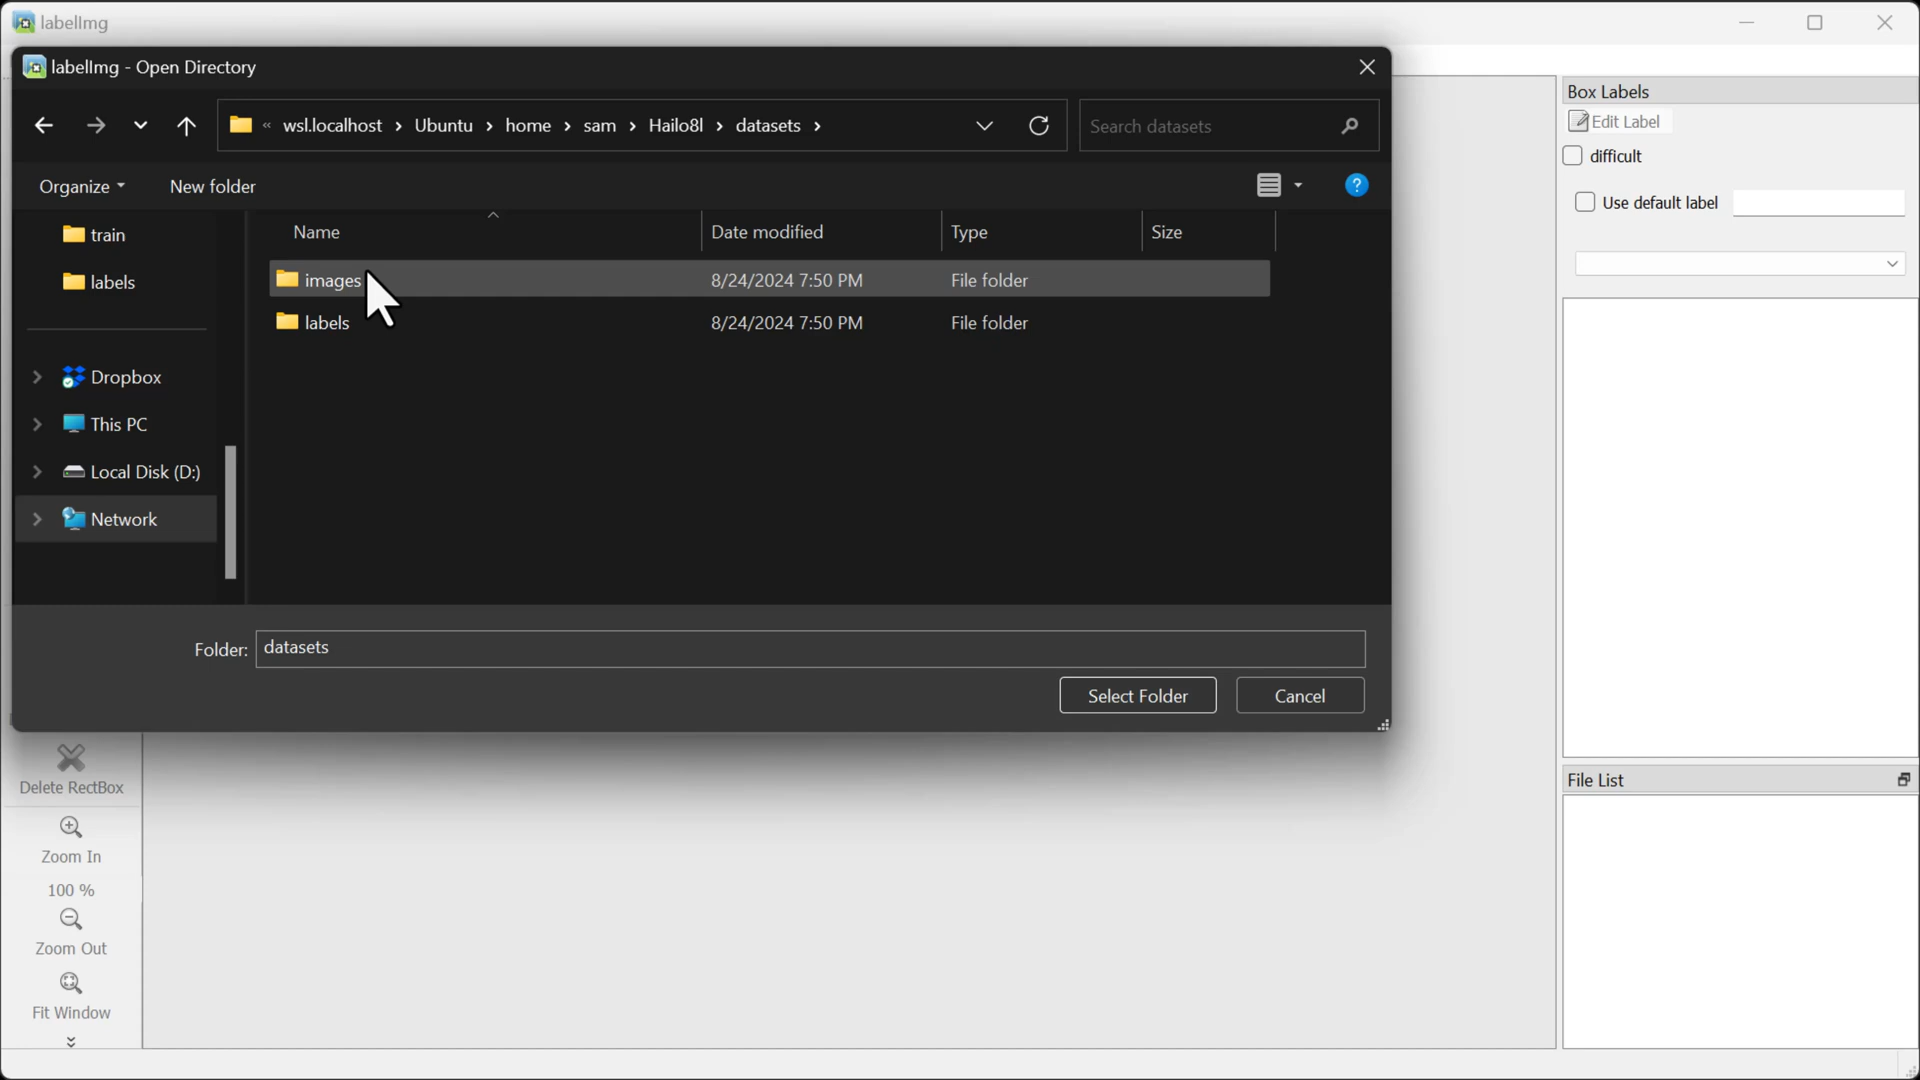 labelImg
labelImg - Open Directory
« wsl.localhost › Ubuntu › home › sam › Hailo8l › datasets ›
Search datasets
Organize
New folder
train
labels
Dropbox
This PC
Local Disk (D:)
Network
Name Date modified Type Size
images 8/24/2024 7:50 PM File folder
labels 8/24/2024 7:50 PM File folder
Folder: datasets
Select Folder
Cancel
Delete RectBox
Zoom In
100 %
Zoom Out
Fit Window
Box Labels
Edit Label
difficult
Use default label
File List